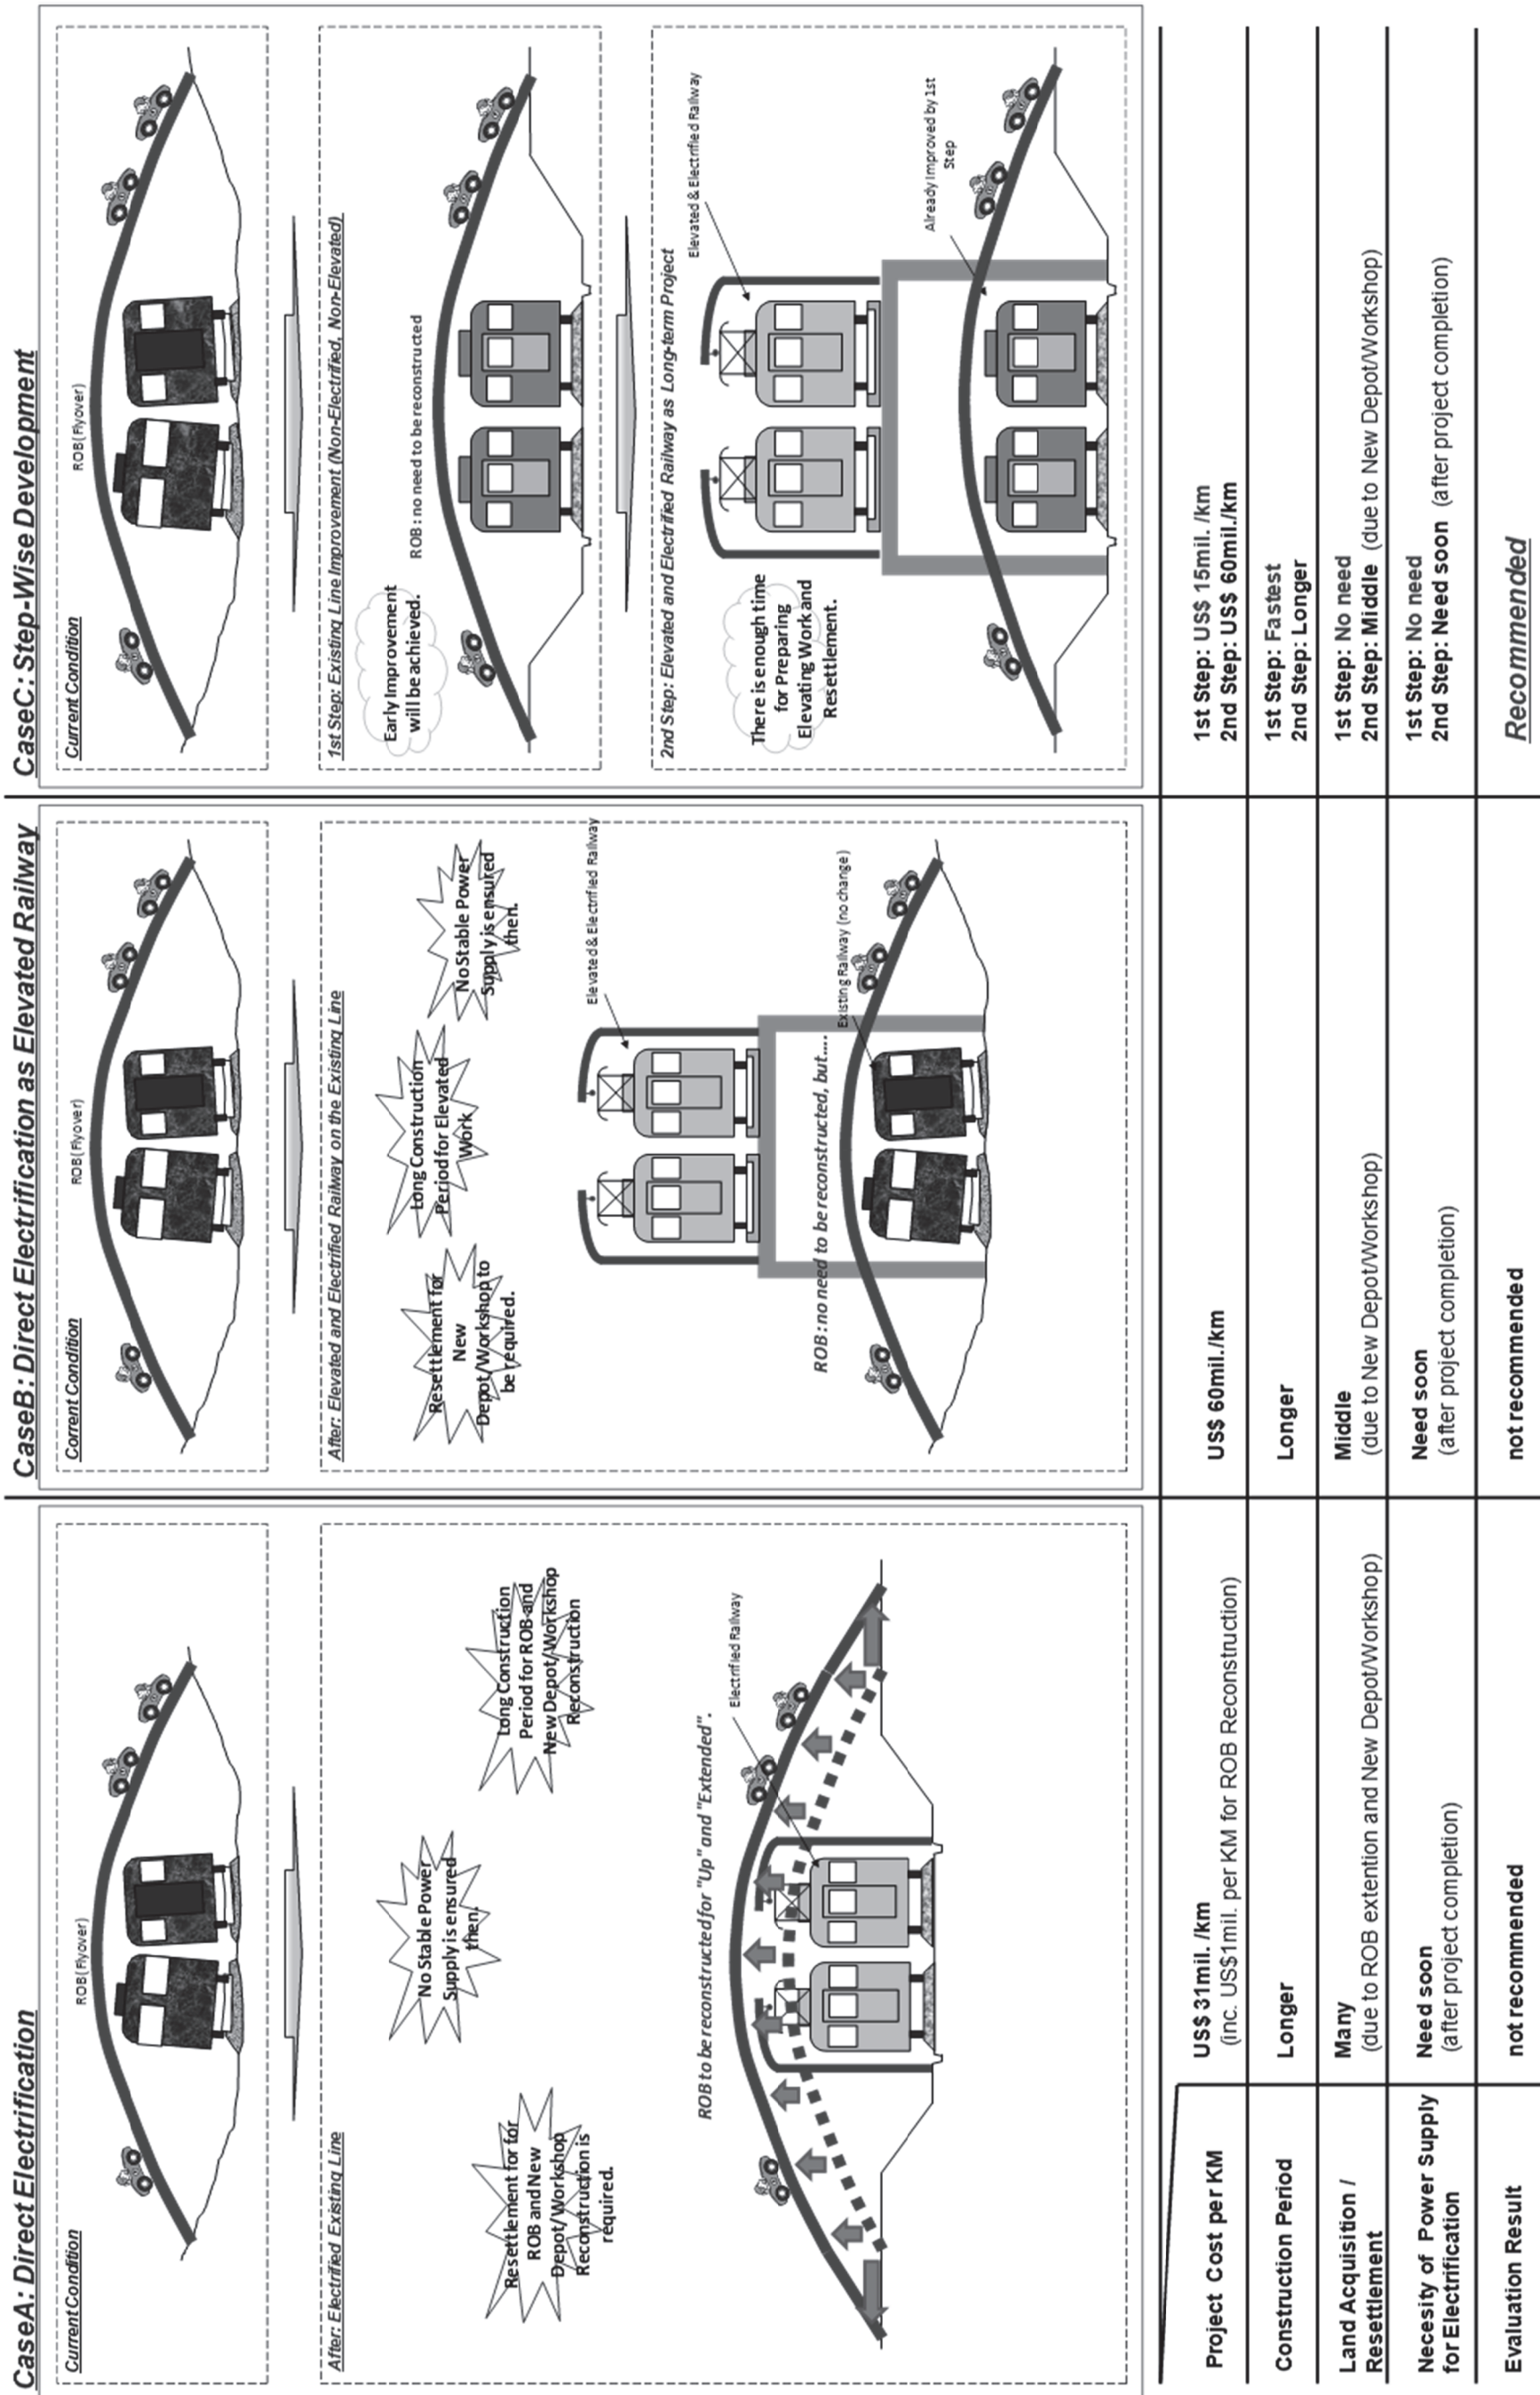 CaseA: Direct Electrification
Current Condition
ROB(Flyover)
After: Electrified Existing Line
Resettlement for for
ROB and New
Depot/Workshop
Reconstruction is
required.
No Stable Power
Supply is ensured
then.
Long Construction
Period for ROB and
New Depot/Workshop
Reconstruction
ROB to be reconstructed for "Up" and "Extended".
Electrified Railway
CaseB: Direct Electrification as Elevated Railway
Corrent Condition
ROB(Flyover)
After: Elevated and Electrified Railway on the Existing Line
Resettlement for
New
Depot/Workshop to
be required.
Long Construction
Period for Elevated
Work
No Stable Power
Supply is ensured
then.
Elevated & Electrified Railway
ROB: no need to be reconstructed, but....
Existing Railway (no change)
CaseC: Step-Wise Development
Current Condition
ROB(Flyover)
1st Step: Existing Line Improvement (Non-Electrified, Non-Elevated)
Early Improvement
will be achieved.
ROB: no need to be reconstructed
2nd Step: Elevated and Electrified Railway as Long-term Project
There is enough time
for Preparing
Elevating Work and
Resettlement.
Elevated & Electrified Railway
Already Improved by 1st
Step
Project Cost per KM
US$ 31mil. /km
(inc. US$1mil. per KM for ROB Reconstruction)
US$ 60mil./km
1st Step: US$ 15mil. /km
2nd Step: US$ 60mil./km
Construction Period
Longer
Longer
1st Step: Fastest
2nd Step: Longer
Land Acquisition /
Resettlement
Many
(due to ROB extention and New Depot/Workshop)
Middle
(due to New Depot/Workshop)
1st Step: No need
2nd Step: Middle (due to New Depot/Workshop)
Necesity of Power Supply
for Electrification
Need soon
(after project completion)
Need soon
(after project completion)
1st Step: No need
2nd Step: Need soon (after project completion)
Evaluation Result
not recommended
not recommended
Recommended